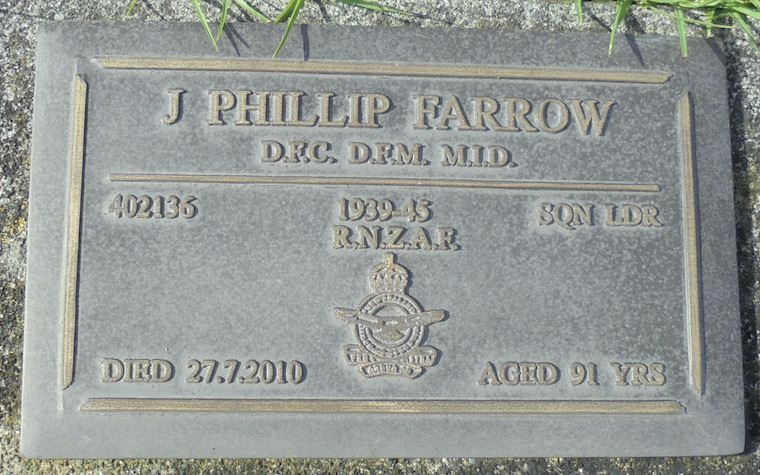 J PHILLIP FARROW
D.F.C. D.F.M. M.I.D.
402136 1939-45 SQN LDR
R.N.Z.A.F.
DIED 27.7.2010 AGED 91 YRS